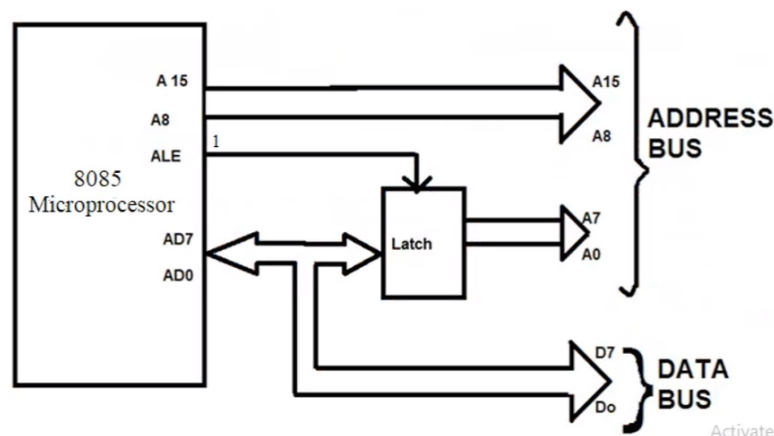 A 15
A8
1
ALE
8085
Microprocessor
AD7
AD0
Latch
A15
A8
ADDRESS
BUS
A7
A0
D7
Do
DATA
BUS
Activate